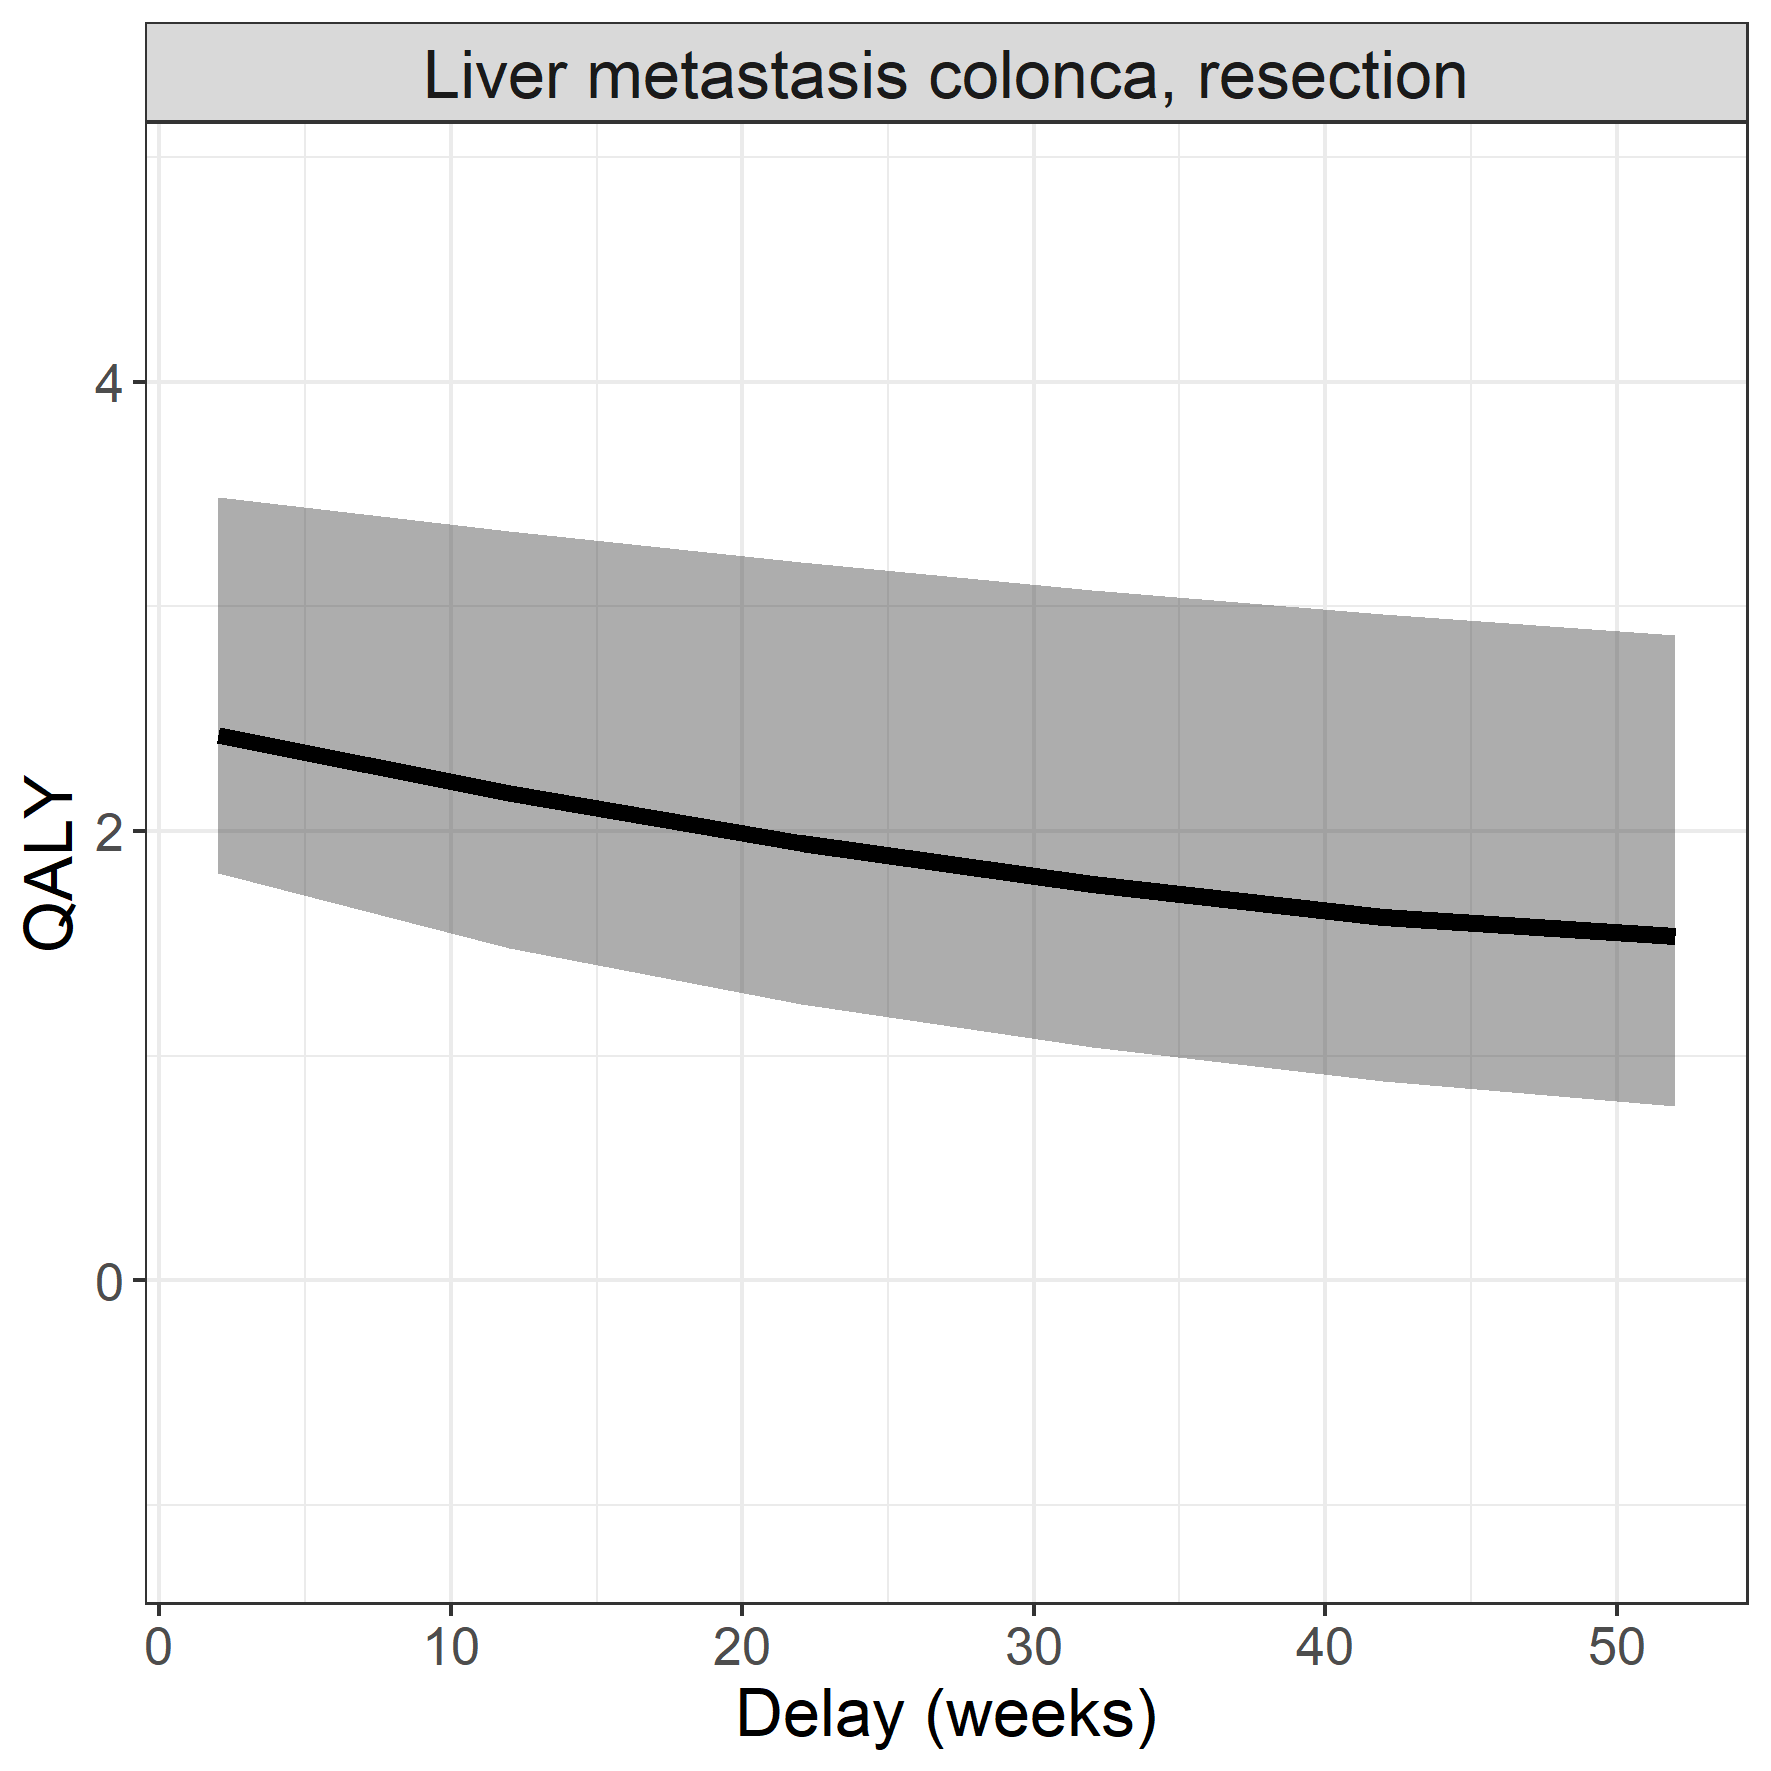 Liver metastasis colonca, resection
QALY
4
2
0
0 10 20 30 40 50
Delay (weeks)